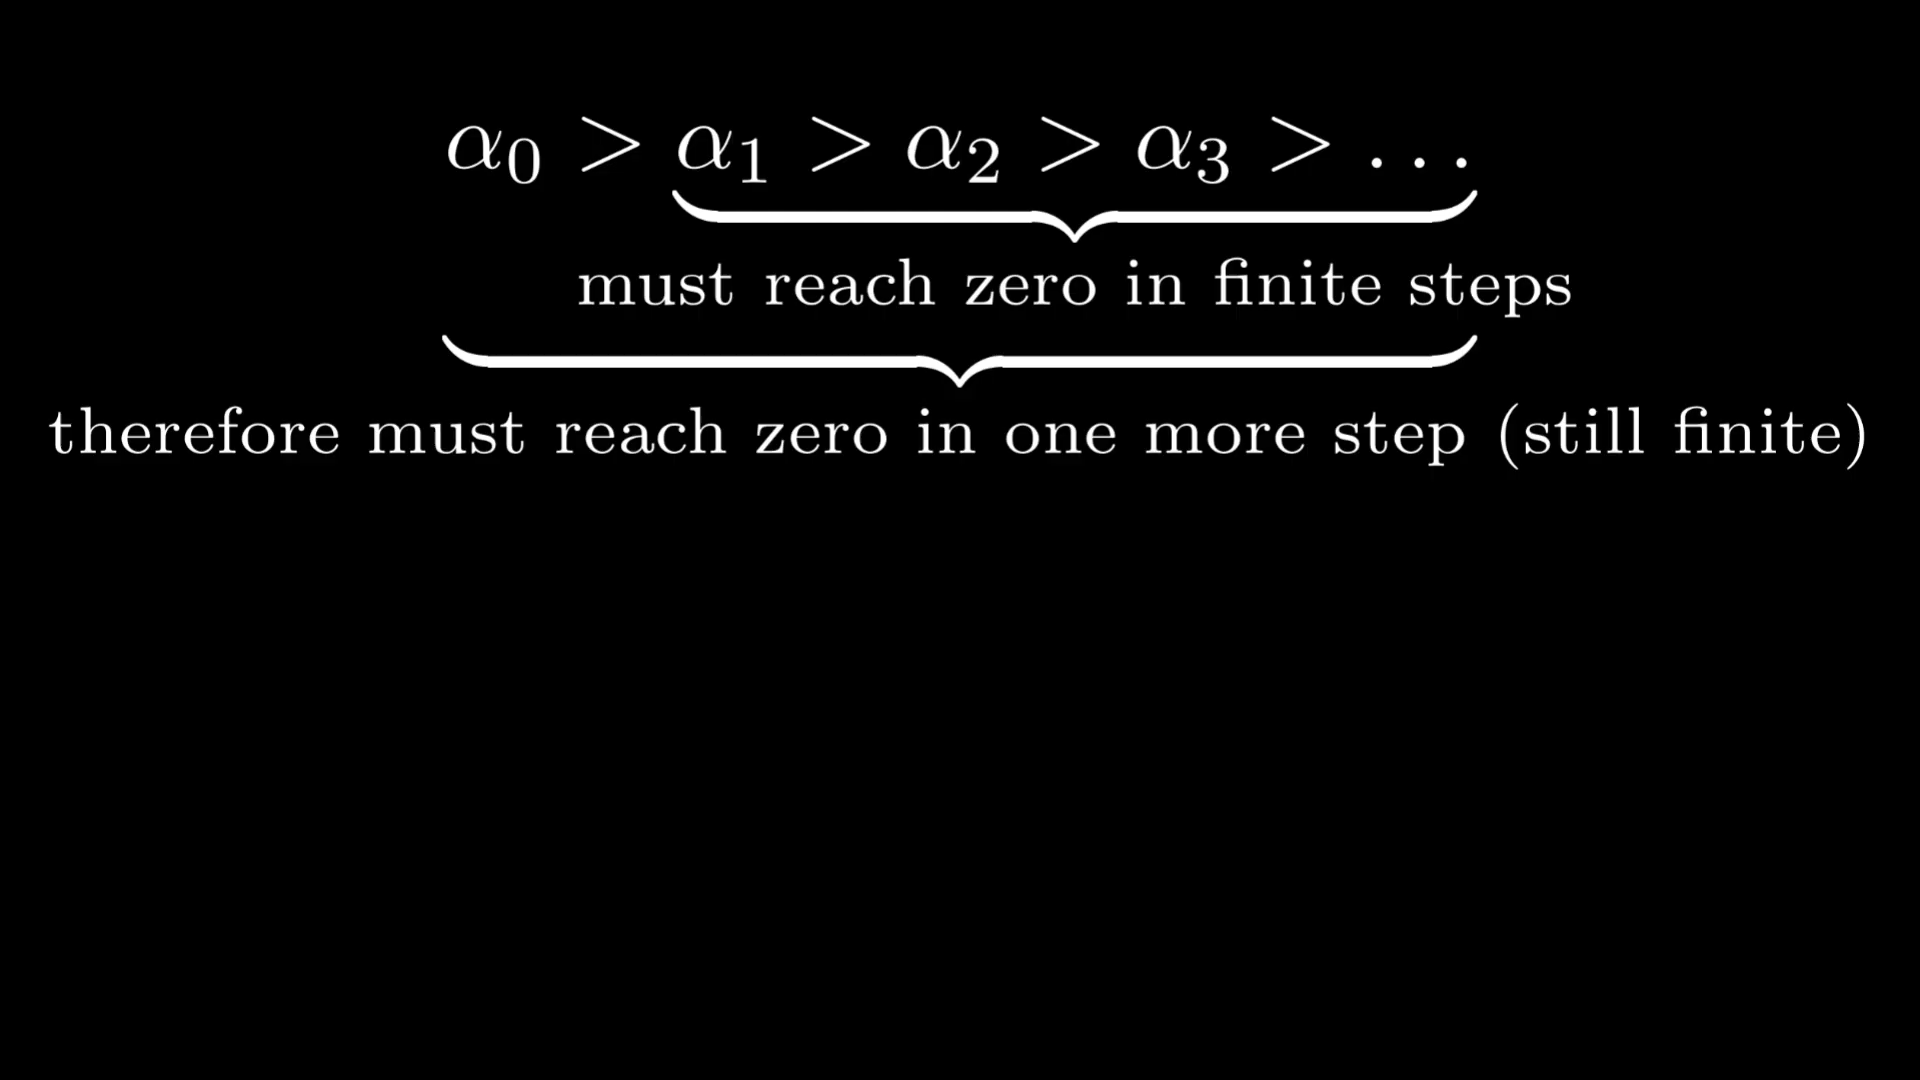 α₀ > α₁ > α₂ > α₃ > ...
must reach zero in finite steps
therefore must reach zero in one more step (still finite)